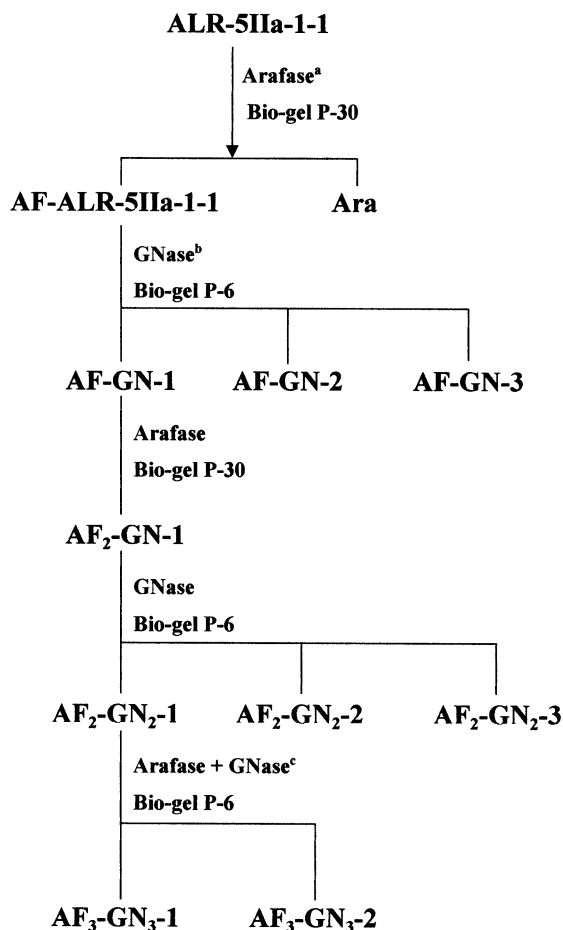 ALR-5IIa-1-1
Arafaseᵃ
Bio-gel P-30
AF-ALR-5IIa-1-1 Ara
GNaseᵇ
Bio-gel P-6
AF-GN-1 AF-GN-2 AF-GN-3
Arafase
Bio-gel P-30
AF₂-GN-1
GNase
Bio-gel P-6
AF₂-GN₂-1 AF₂-GN₂-2 AF₂-GN₂-3
Arafase + GNaseᶜ
Bio-gel P-6
AF₃-GN₃-1 AF₃-GN₃-2